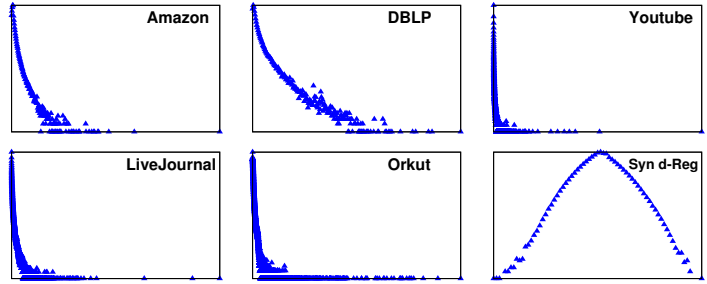 Amazon
DBLP
Youtube
LiveJournal
Orkut
Syn d-Reg